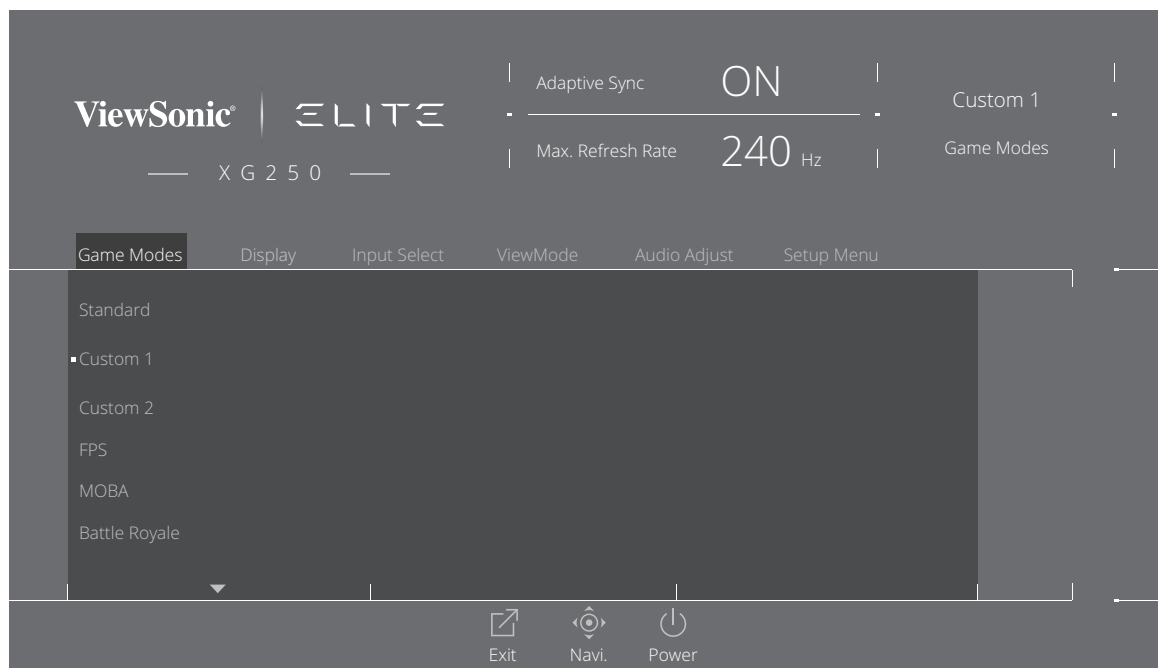 ViewSonic® | ELITE
XG250
Adaptive Sync ON
Max. Refresh Rate 240 Hz
Custom 1
Game Modes
Game Modes Display Input Select ViewMode Audio Adjust Setup Menu
Standard
Custom 1
Custom 2
FPS
MOBA
Battle Royale
Exit Navi. Power